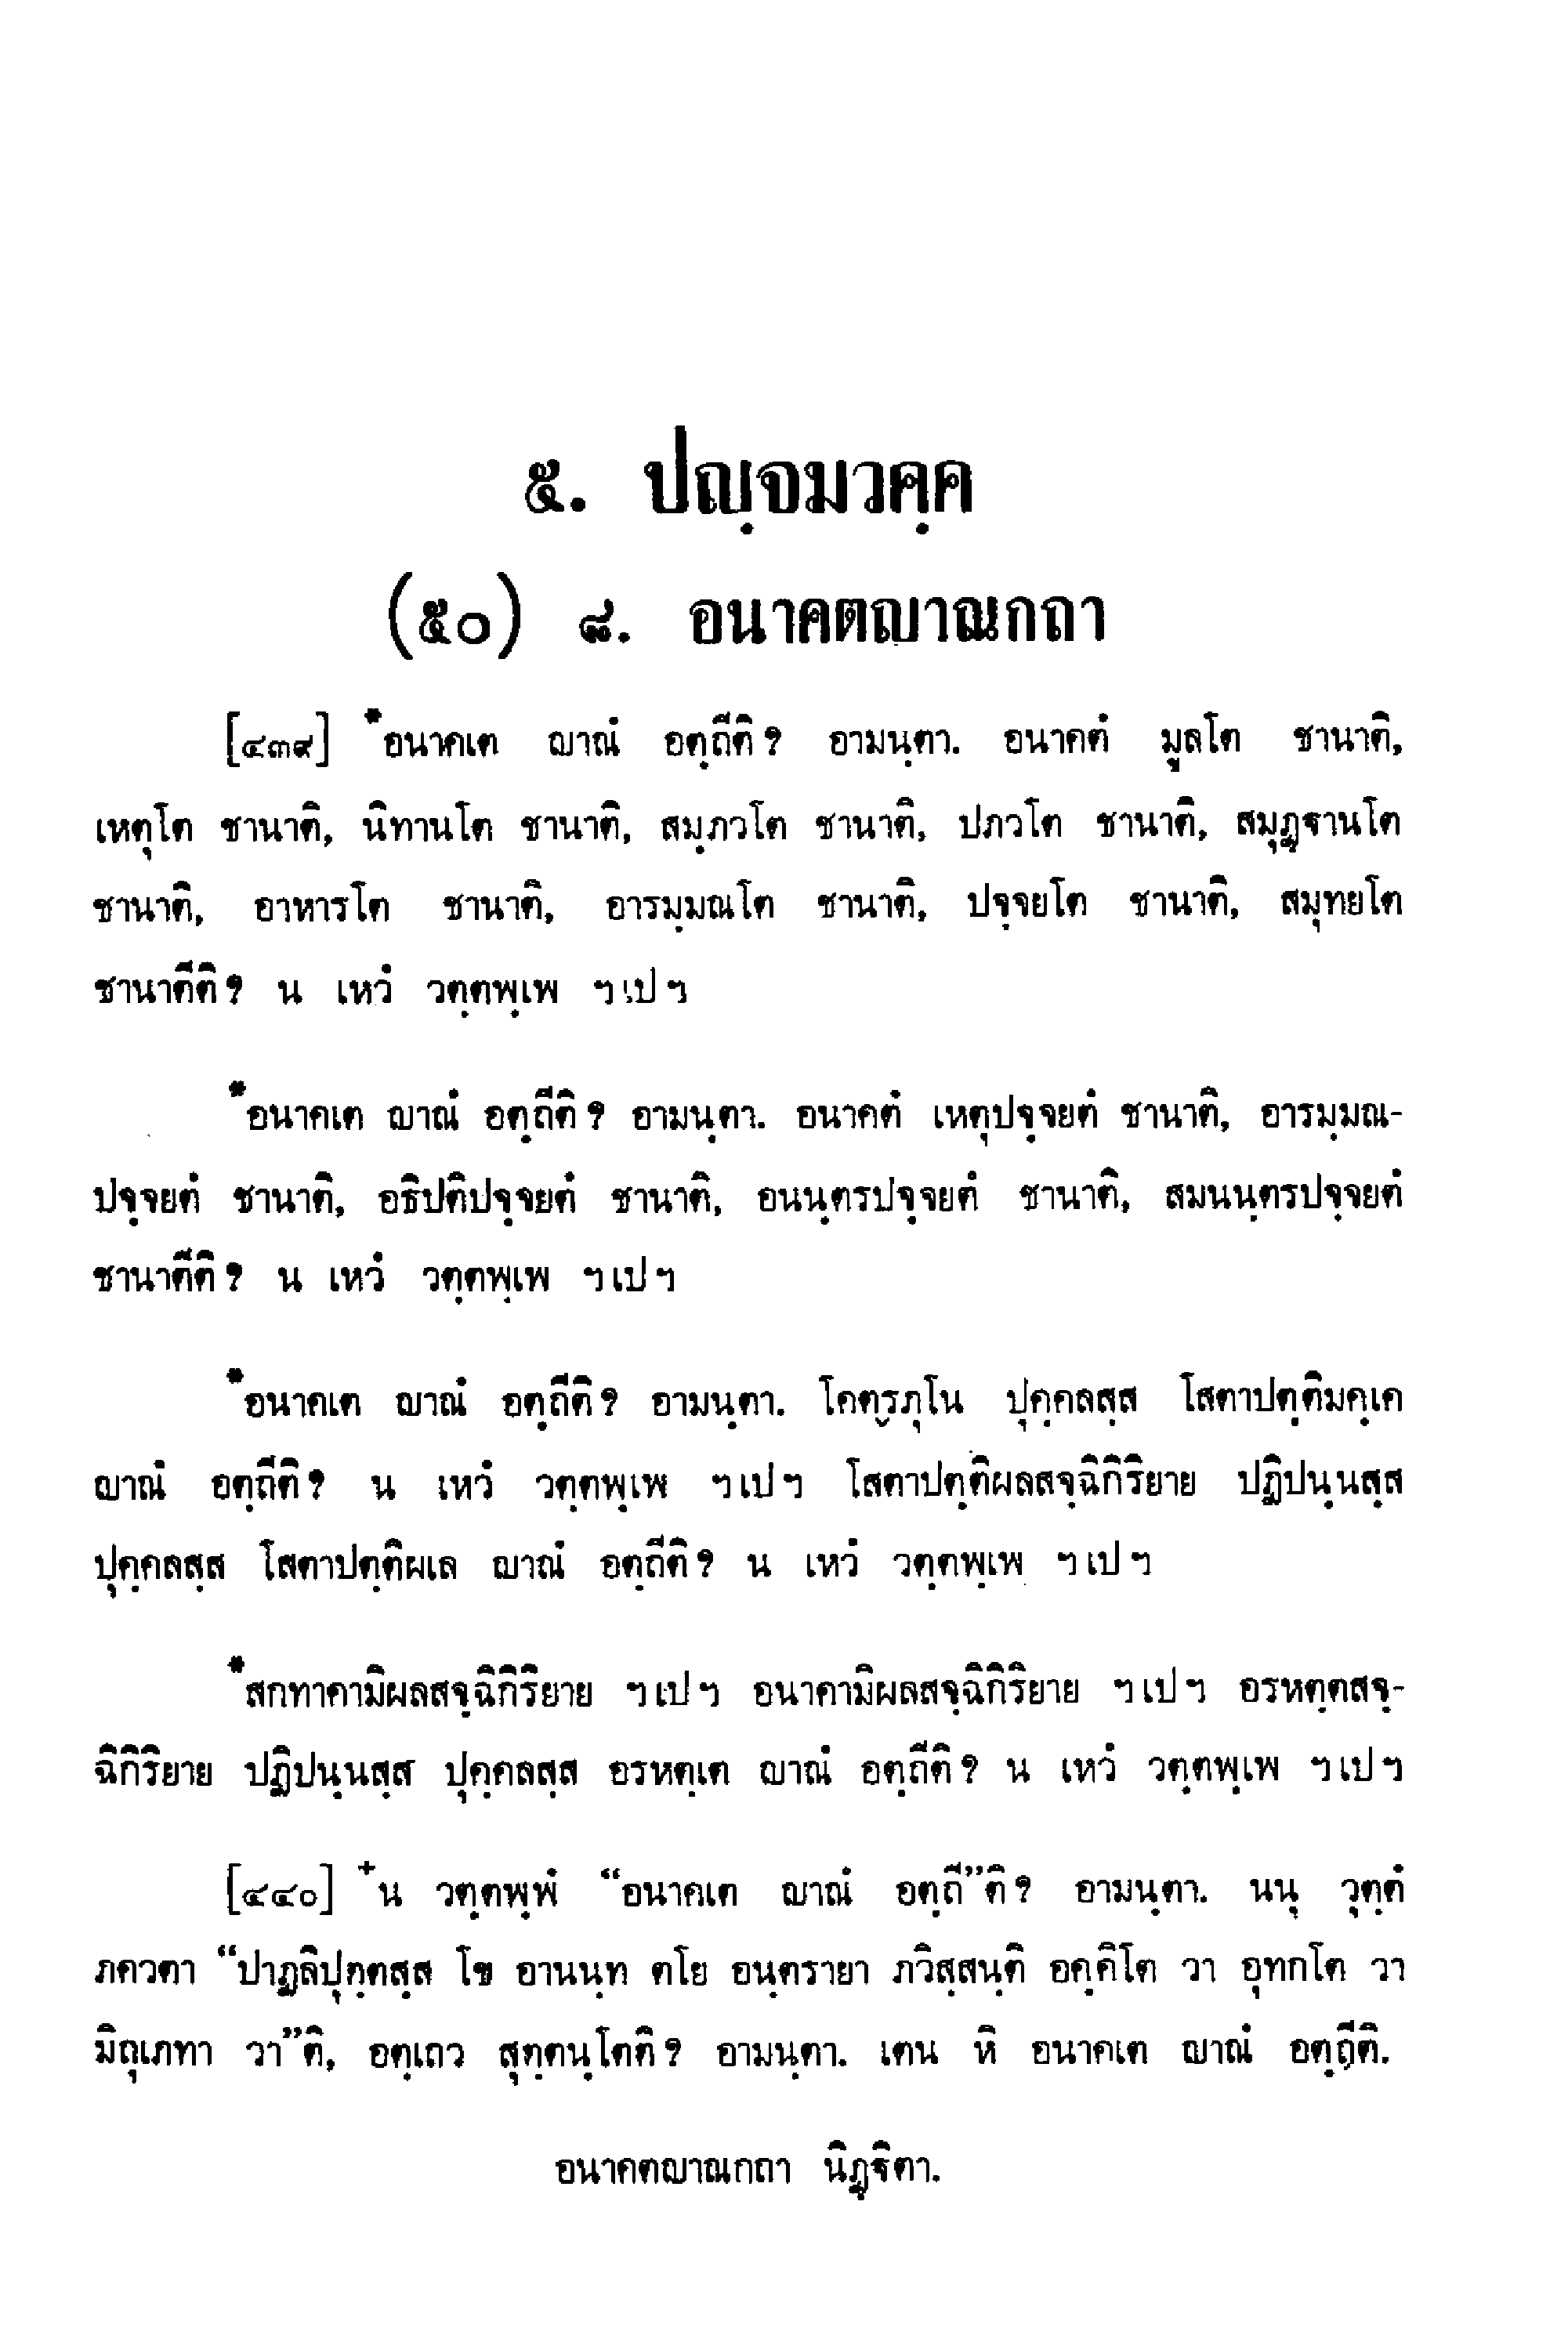 ๕. ปญฺจมวคฺค
(๕๐) ๘. อนาคตญาณกถา
[๔๓๙] *อนาคเต ญาณํ อตฺถีติ? อามนฺตา. อนาคตํ มูลโต ชานาติ,
เหตุโต ชานาติ, นิทานโต ชานาติ, สมฺภวโต ชานาติ, ปภวโต ชานาติ, สมุฏฺฐานโต
ชานาติ, อาหารโต ชานาติ, อารมฺมณโต ชานาติ, ปจฺจยโต ชานาติ, สมุทยโต
ชานาตีติ? น เหวํ วตฺตพฺเพ ฯเปฯ
*อนาคเต ญาณํ อตฺถีติ? อามนฺตา. อนาคตํ เหตุปจฺจยตํ ชานาติ, อารมฺมณ-
ปจฺจยตํ ชานาติ, อธิปติปจฺจยตํ ชานาติ, อนนฺตรปจฺจยตํ ชานาติ, สมนนฺตรปจฺจยตํ
ชานาตีติ? น เหวํ วตฺตพฺเพ ฯเปฯ
*อนาคเต ญาณํ อตฺถีติ? อามนฺตา. โคตฺรภุโน ปุคฺคลสฺส โสตาปตฺติมคฺเค
ญาณํ อตฺถีติ? น เหวํ วตฺตพฺเพ ฯเปฯ โสตาปตฺติผลสจฺฉิกิริยาย ปฏิปนฺนสฺส
ปุคฺคลสฺส โสตาปตฺติผเล ญาณํ อตฺถีติ? น เหวํ วตฺตพฺเพ ฯเปฯ
*สกทาคามิผลสจฺฉิกิริยาย ฯเปฯ อนาคามิผลสจฺฉิกิริยาย ฯเปฯ อรหตฺตสจฺ-
ฉิกิริยาย ปฏิปนฺนสฺส ปุคฺคลสฺส อรหตฺเต ญาณํ อตฺถีติ? น เหวํ วตฺตพฺเพ ฯเปฯ
[๔๔๐] +น วตฺตพฺพํ “อนาคเต ญาณํ อตฺถี”ติ? อามนฺตา. นนุ วุตฺตํ
ภควตา “ปาฏลิปุตฺตสฺส โข อานนฺท ตโย อนฺตรายา ภวิสฺสนฺติ อคฺคิโต วา อุทกโต วา
มิถุเภทา วา”ติ, อตฺเถว สุตฺตนฺโตติ? อามนฺตา. เตน หิ อนาคเต ญาณํ อตฺถีติ.
อนาคตญาณกถา นิฏฺฐิตา.